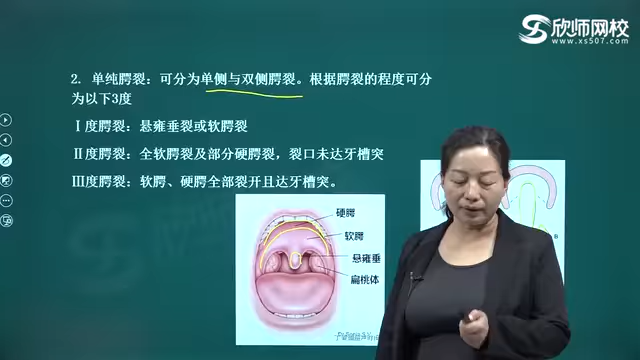 欣师网校
www.xs507.com
2. 单纯腭裂：可分为单侧与双侧腭裂。根据腭裂的程度可分
为以下3度
Ⅰ度腭裂：悬雍垂裂或软腭裂
Ⅱ度腭裂：全软腭裂及部分硬腭裂，裂口未达牙槽突
Ⅲ度腭裂：软腭、硬腭全部裂开且达牙槽突。
硬腭
软腭
悬雍垂
扁桃体
B